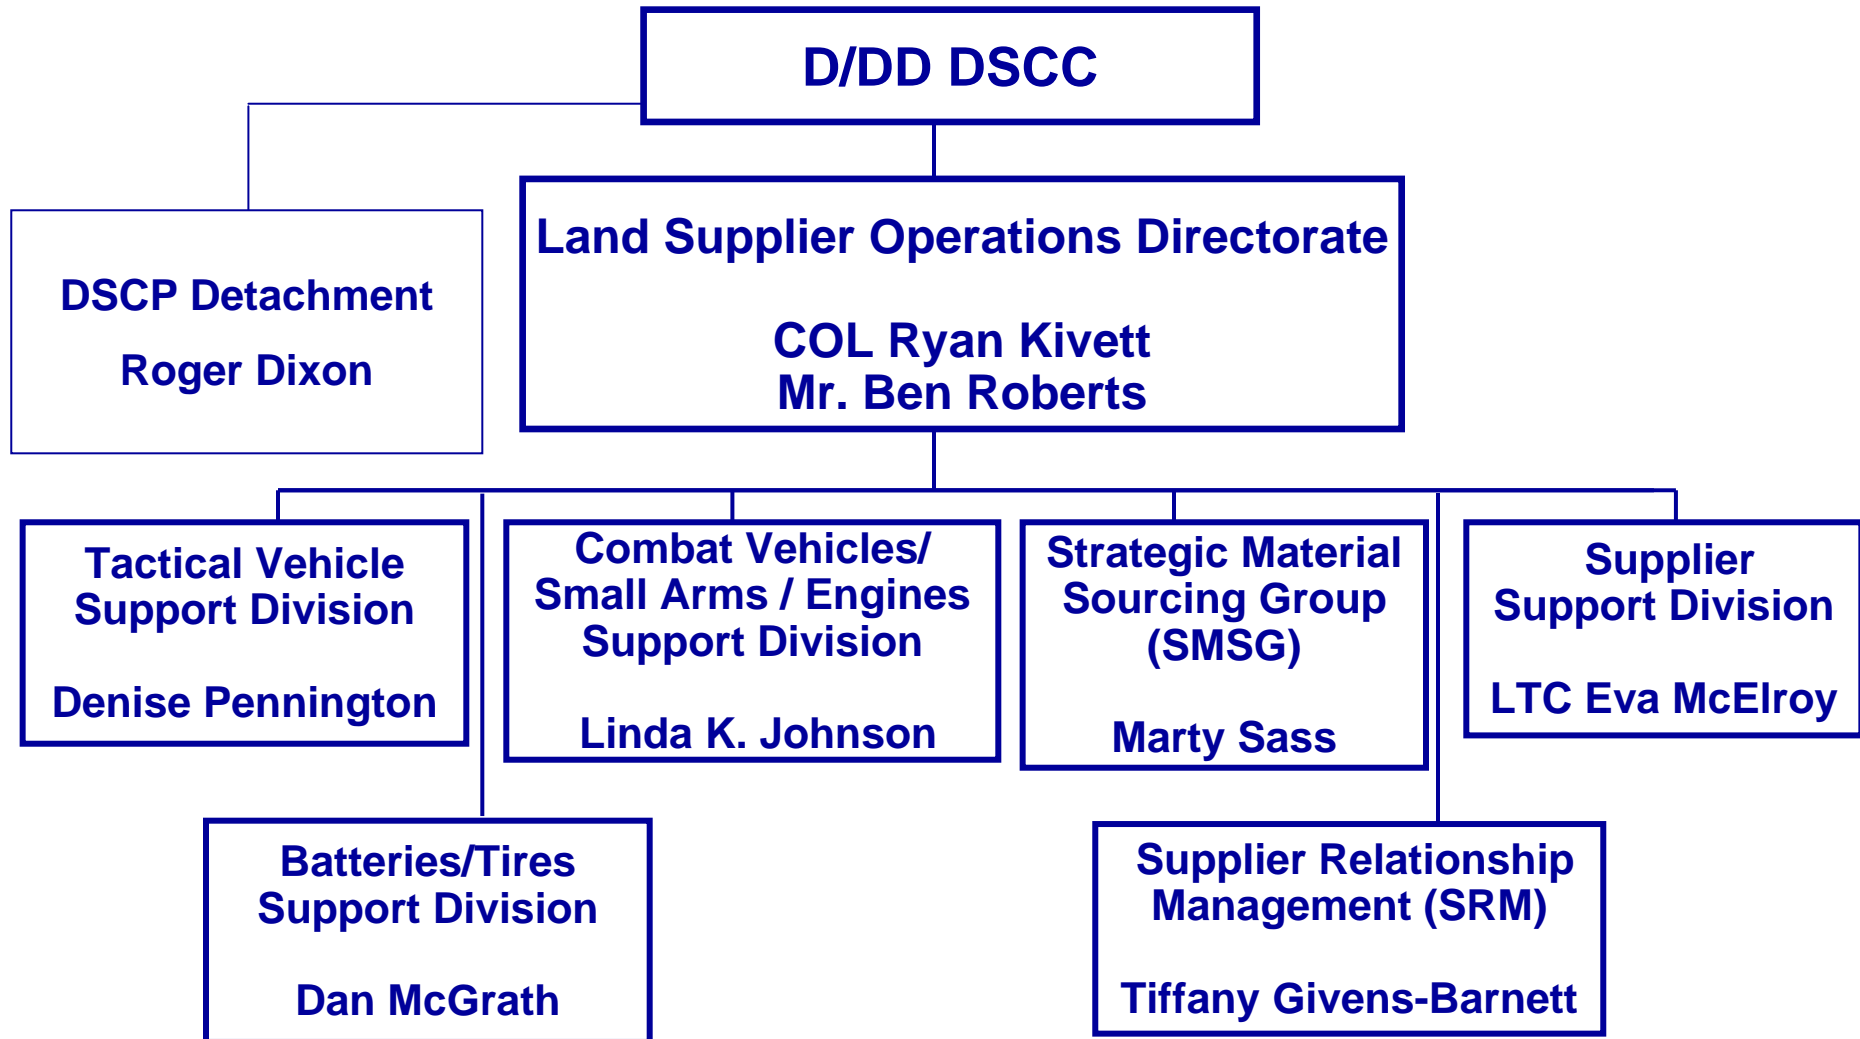 D/DD DSCC
DSCP Detachment
Roger Dixon
Land Supplier Operations Directorate
COL Ryan Kivett
Mr. Ben Roberts
Tactical Vehicle
Support Division
Denise Pennington
Combat Vehicles/
Small Arms / Engines
Support Division
Linda K. Johnson
Strategic Material
Sourcing Group
(SMSG)
Marty Sass
Supplier
Support Division
LTC Eva McElroy
Batteries/Tires
Support Division
Dan McGrath
Supplier Relationship
Management (SRM)
Tiffany Givens-Barnett